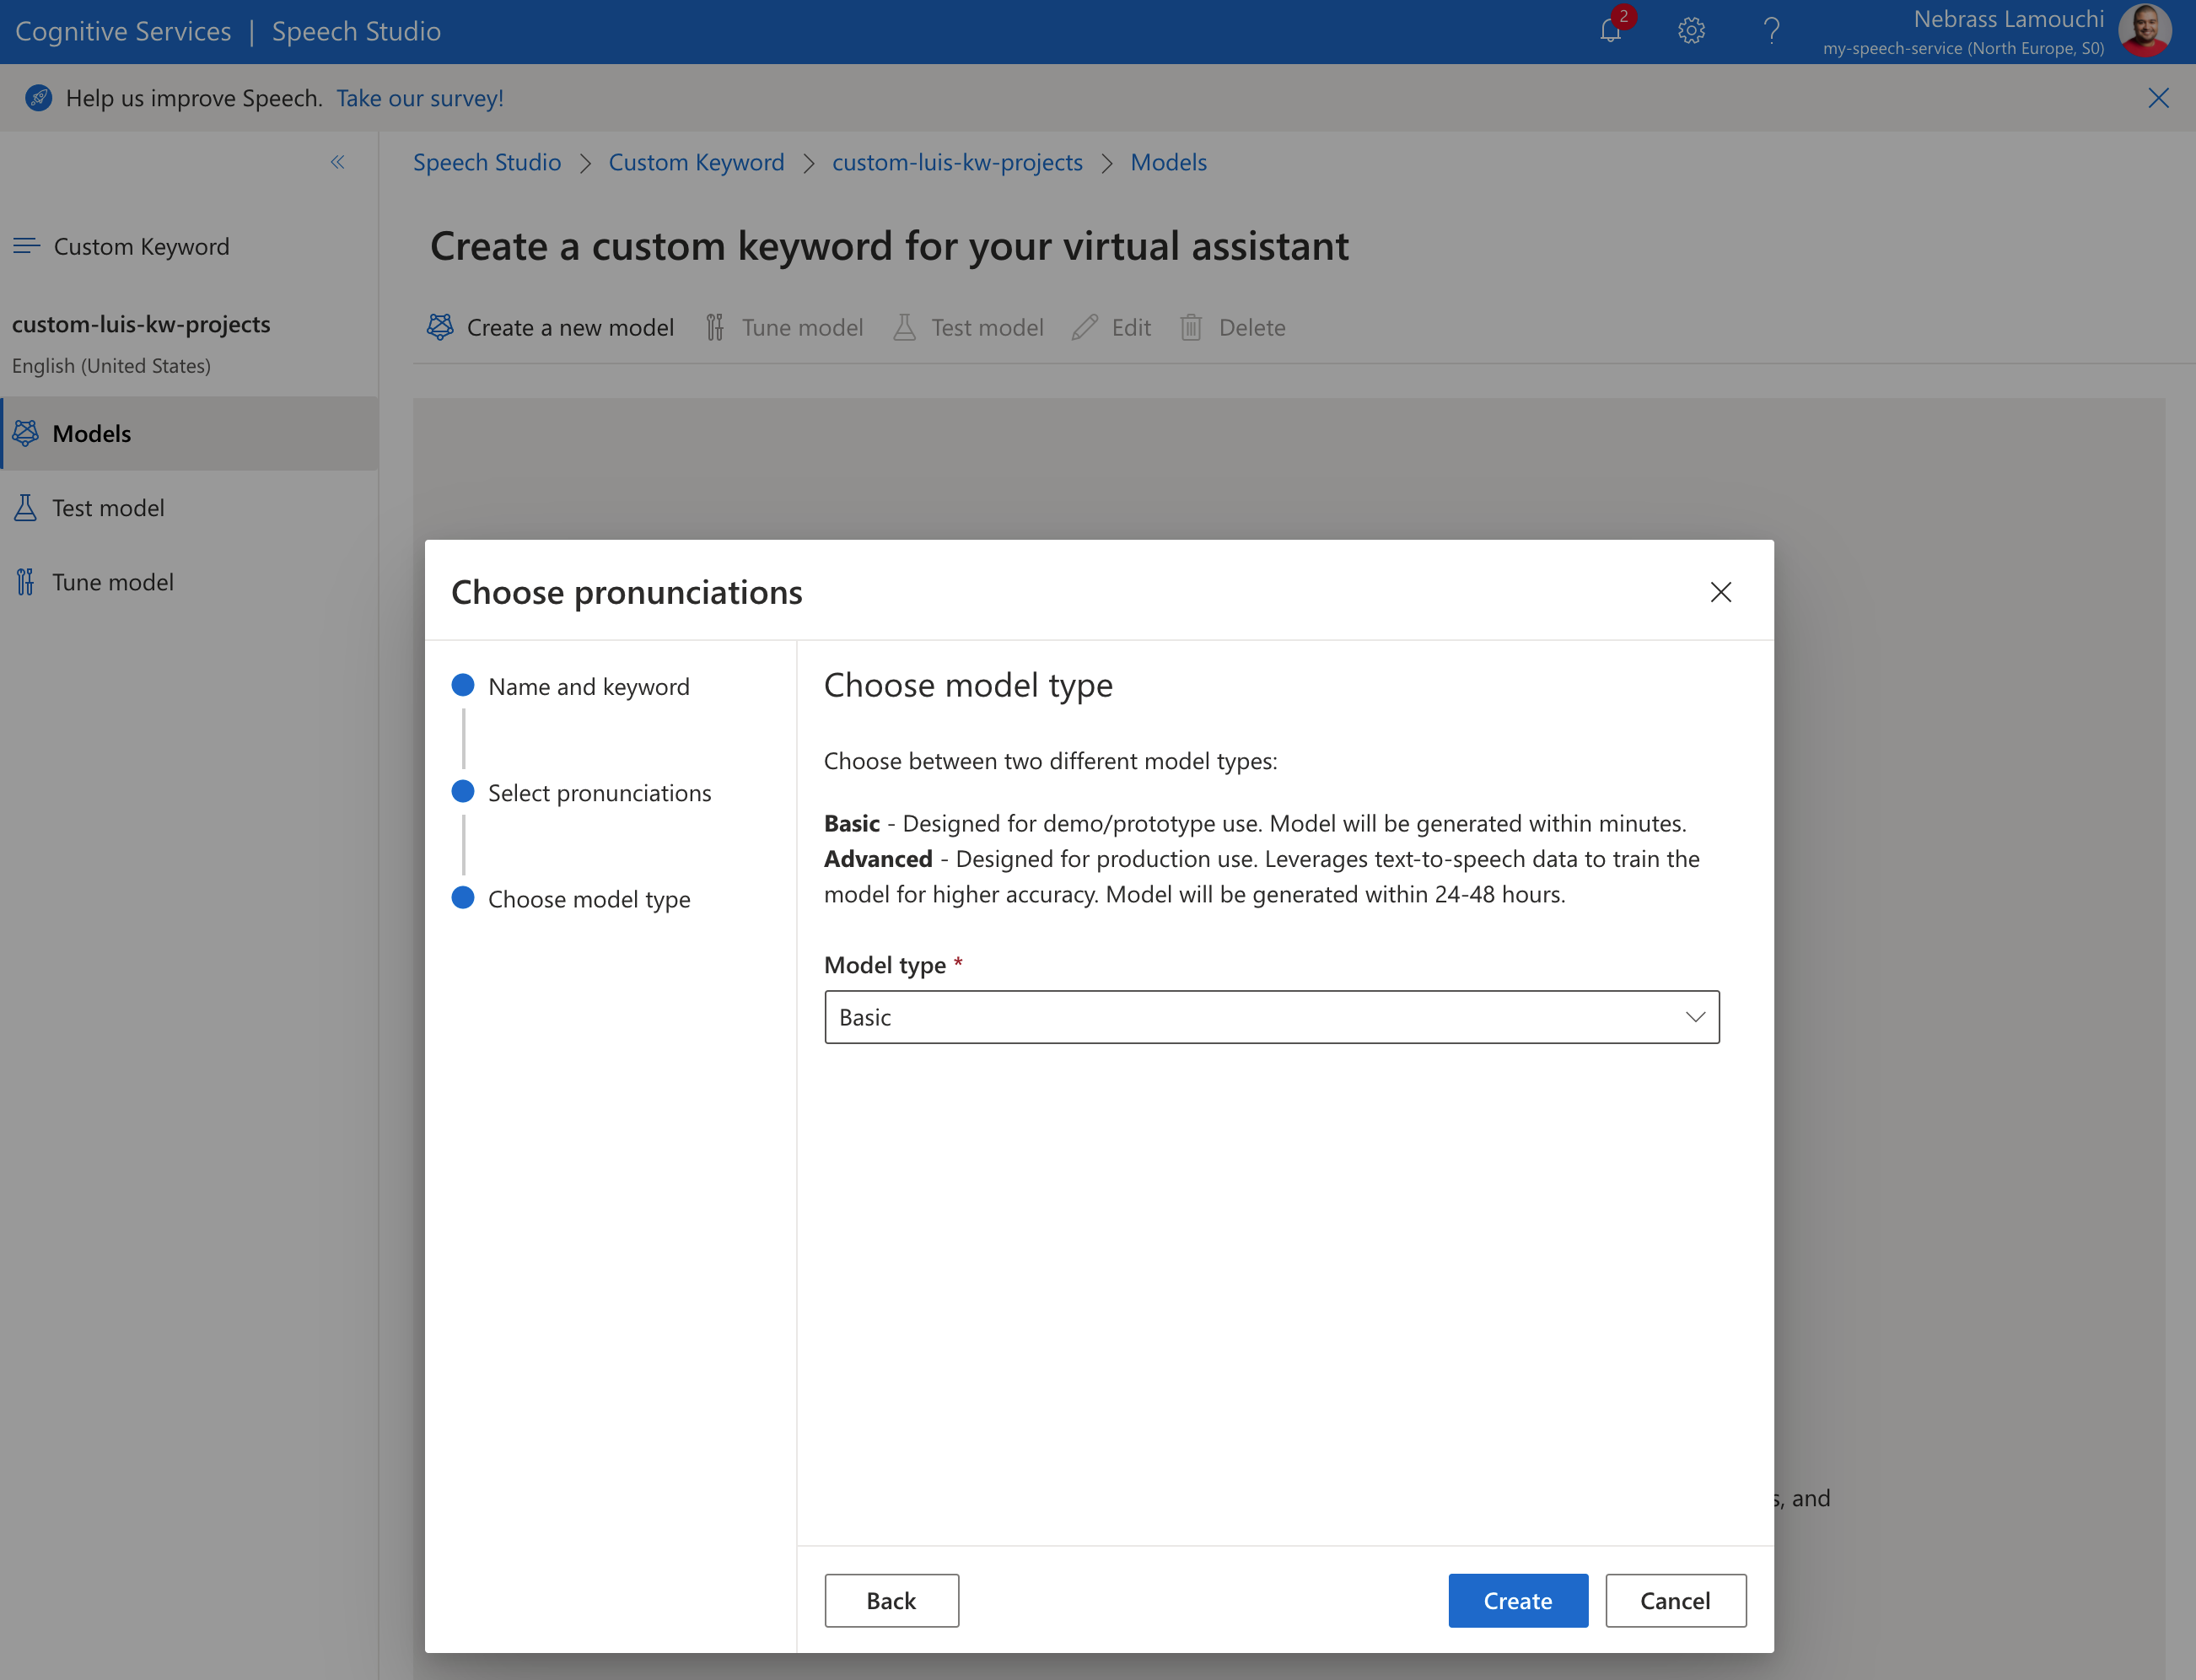 Cognitive Services | Speech Studio
2
?
Nebrass Lamouchi
my-speech-service (North Europe, S0)
Help us improve Speech. Take our survey!
Speech Studio > Custom Keyword > custom-luis-kw-projects > Models
Custom Keyword
Create a custom keyword for your virtual assistant
custom-luis-kw-projects
English (United States)
Create a new model Tune model Test model Edit Delete
Models
Test model
Tune model
Choose pronunciations
Name and keyword
Select pronunciations
Choose model type
Choose model type
Choose between two different model types:
Basic - Designed for demo/prototype use. Model will be generated within minutes.
Advanced - Designed for production use. Leverages text-to-speech data to train the
model for higher accuracy. Model will be generated within 24-48 hours.
Model type *
Basic
s, and
Back
Create
Cancel